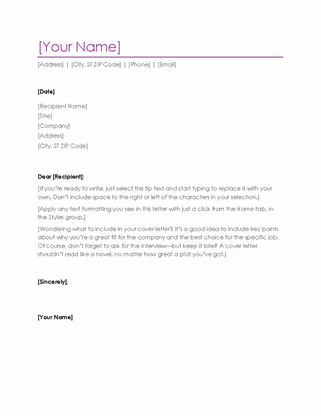 [Your Name]
[Address] | [City, ST ZIP Code] | [Phone] | [Email]
[Date]
[Recipient Name]
[Title]
[Company]
[Address]
[City, ST ZIP Code]
Dear [Recipient]:
[If you're ready to write, just select this tip text and start typing to replace it with your
own. Don't include space to the right or left of the characters in your selection.]
[Apply any text formatting you see in this letter with just a click from the Home tab, in
the Styles group.]
[Wondering what to include in your cover letter? It's a good idea to include key points
about why you're a great fit for the company and the best choice for the specific job.
Of course, don't forget to ask for the interview—but keep it brief! A cover letter
shouldn't read like a novel, no matter how great a plot you've got.]
[Sincerely],
[Your Name]